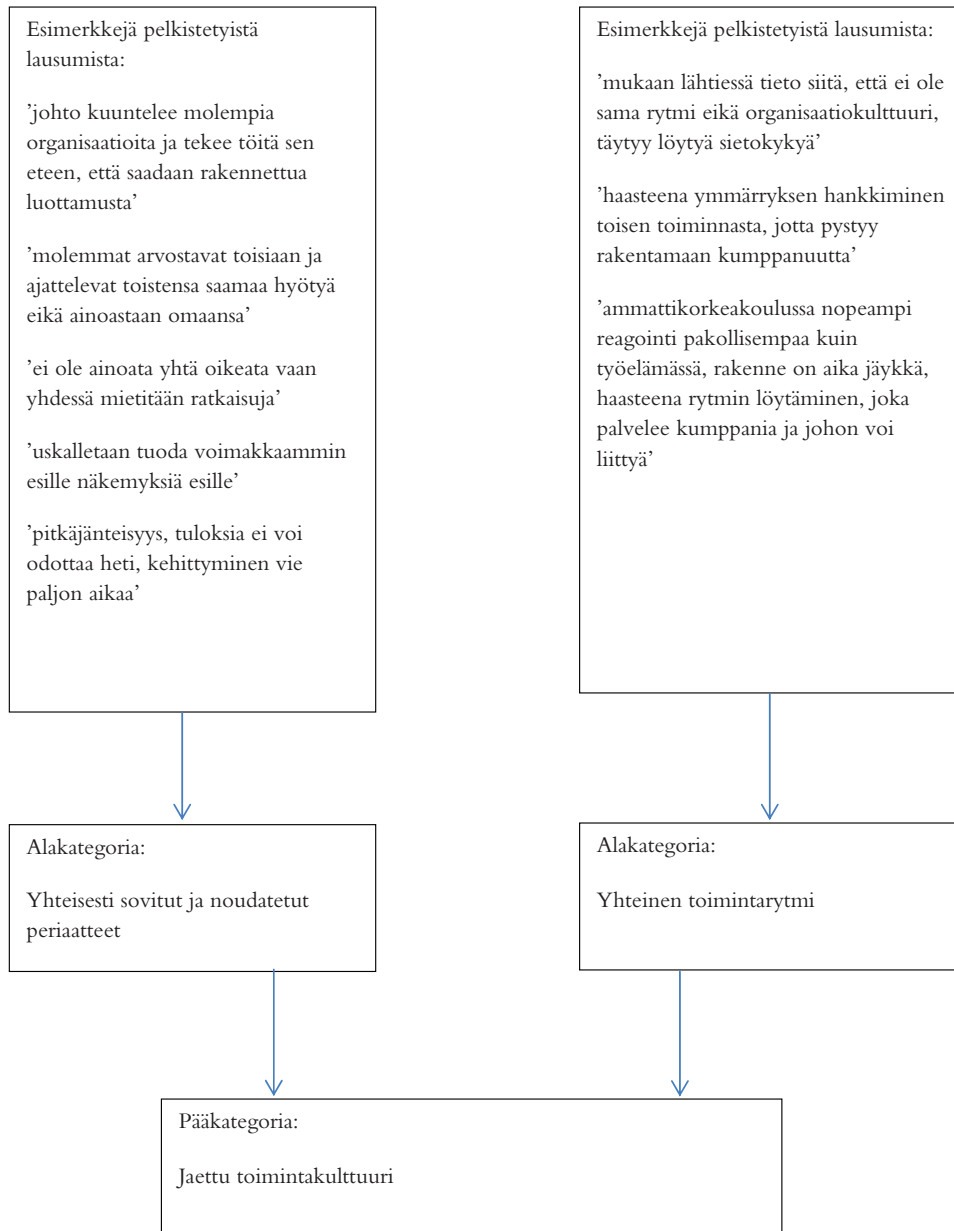 Esimerkkejä pelkistetyistä
lausumista:
’johto kuuntelee molempia
organisaatioita ja tekee töitä sen
eteen, että saadaan rakennettua
luottamusta’
’molemmat arvostavat toisiaan ja
ajattelevat toistensa saamaa hyötyä
eikä ainoastaan omaansa’
’ei ole ainoata yhtä oikeata vaan
yhdessä mietitään ratkaisuja’
’uskalletaan tuoda voimakkaammin
esille näkemyksiä esille’
’pitkäjänteisyys, tuloksia ei voi
odottaa heti, kehittyminen vie
paljon aikaa’
Esimerkkejä pelkistetyistä lausumista:
’mukaan lähtiessä tieto siitä, että ei ole
sama rytmi eikä organisaatiokulttuuri,
täytyy löytyä sietokykyä’
’haasteena ymmärryksen hankkiminen
toisen toiminnasta, jotta pystyy
rakentamaan kumppanuutta’
’ammattikorkeakoulussa nopeampi
reagointi pakollisempaa kuin
työelämässä, rakenne on aika jäykkä,
haasteena rytmin löytäminen, joka
palvelee kumppania ja johon voi
liittyä’
Alakategoria:
Yhteisesti sovitut ja noudatetut
periaatteet
Alakategoria:
Yhteinen toimintarytmi
Pääkategoria:
Jaettu toimintakulttuuri